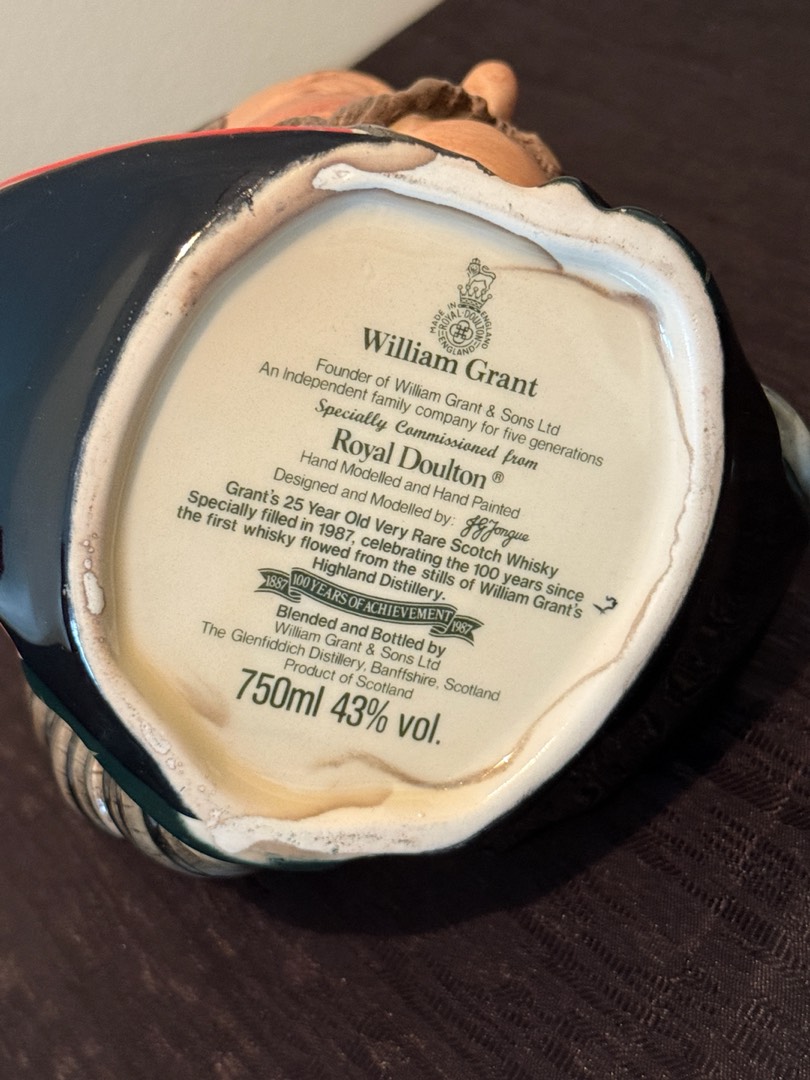 MADE IN ENGLAND
ROYAL DOULTON
ENGLAND
William Grant
Founder of William Grant & Sons Ltd
An Independent family company for five generations
Specially Commissioned from
Royal Doulton ®
Hand Modelled and Hand Painted
Designed and Modelled by:
Grant's 25 Year Old Very Rare Scotch Whisky
Specially filled in 1987, celebrating the 100 years since
the first whisky flowed from the stills of William Grant's
Highland Distillery.
1887 100 YEARS OF ACHIEVEMENT 1987
Blended and Bottled by
William Grant & Sons Ltd
The Glenfiddich Distillery, Banffshire, Scotland
Product of Scotland
750ml 43% vol.